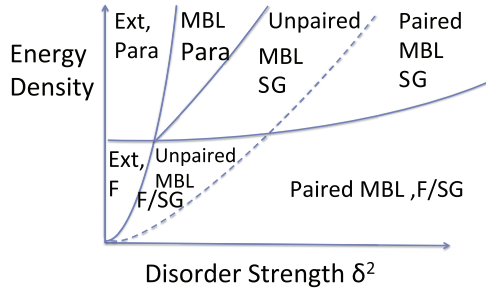 Energy
Density
Ext,
Para
MBL
Para
Unpaired
MBL
SG
Paired
MBL
SG
Ext,
F
Unpaired
MBL
F/SG
Paired MBL ,F/SG
Disorder Strength δ²